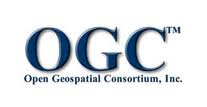 OGC™
Open Geospatial Consortium, Inc.